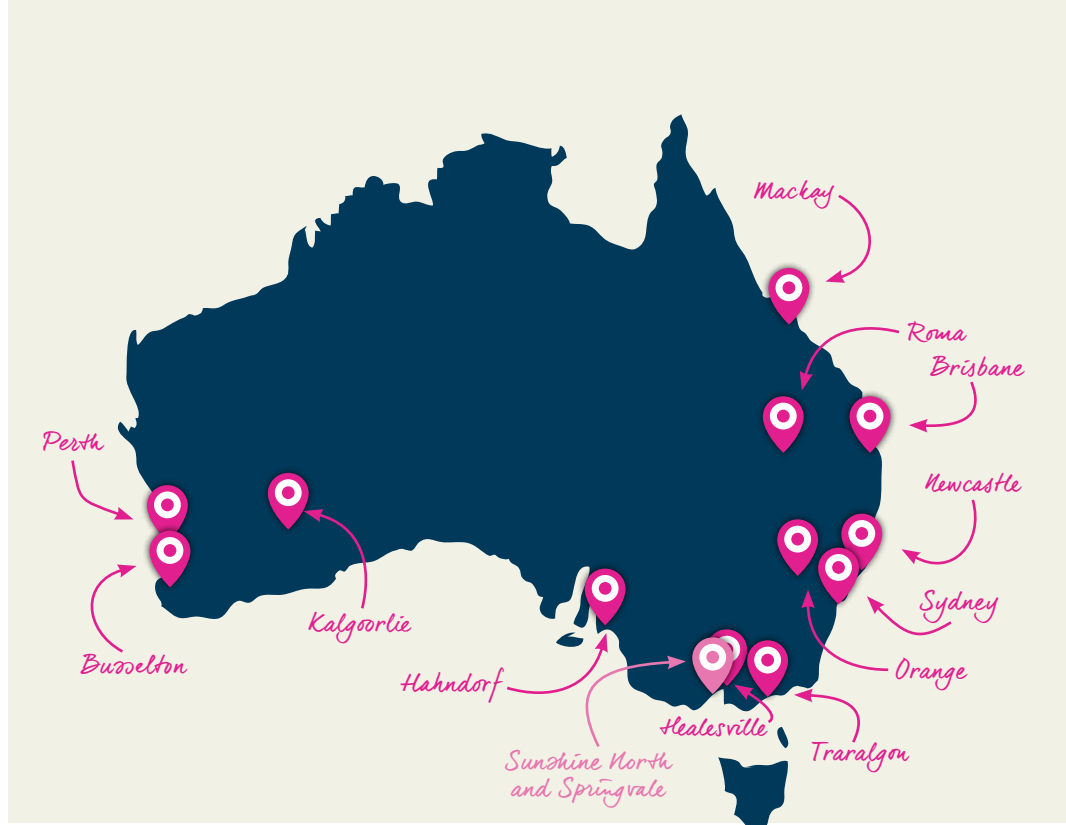 Mackay
Roma
Brisbane
Perth
Newcastle
Sydney
Kalgoorlie
Busselton
Orange
Hahndorf
Healesville
Traralgon
Sunshine North
and Springvale